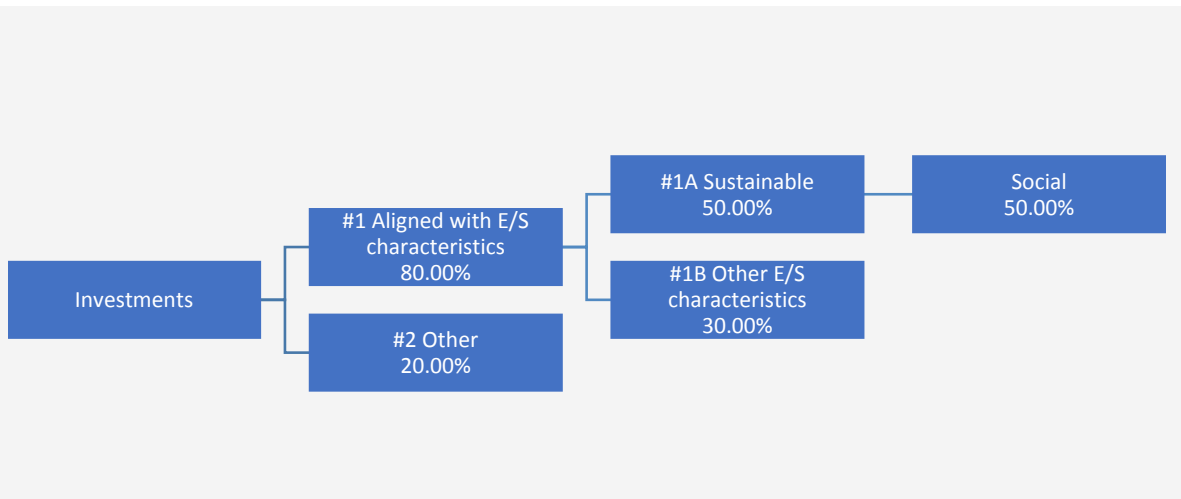 Investments
#1 Aligned with E/S
characteristics
80.00%
#2 Other
20.00%
#1A Sustainable
50.00%
#1B Other E/S
characteristics
30.00%
Social
50.00%